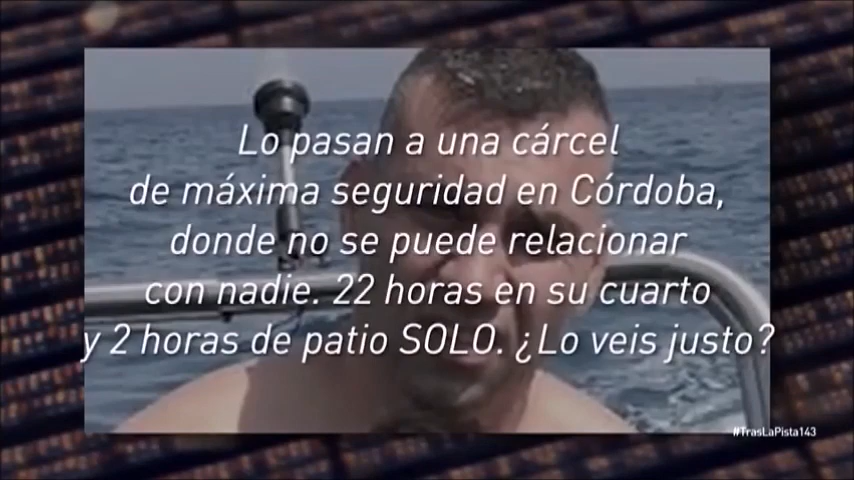 Lo pasan a una cárcel
de máxima seguridad en Córdoba,
donde no se puede relacionar
con nadie. 22 horas en su cuarto
y 2 horas de patio SOLO. ¿Lo veis justo?
#TrasLaPista143